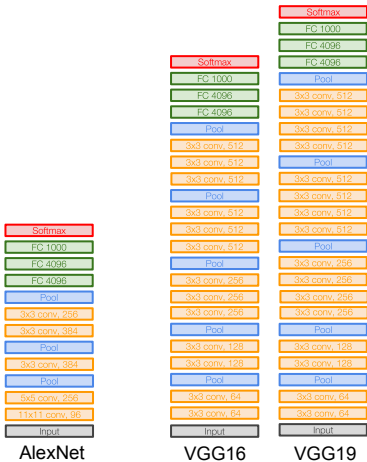 Softmax
FC 1000
FC 4096
FC 4096
Pool
3x3 conv, 256
3x3 conv, 384
Pool
3x3 conv, 384
Pool
5x5 conv, 256
11x11 conv, 96
Input
AlexNet
Softmax
FC 1000
FC 4096
FC 4096
Pool
3x3 conv, 512
3x3 conv, 512
3x3 conv, 512
Pool
3x3 conv, 512
3x3 conv, 512
3x3 conv, 512
Pool
3x3 conv, 256
3x3 conv, 256
3x3 conv, 256
Pool
3x3 conv, 128
3x3 conv, 128
Pool
3x3 conv, 64
3x3 conv, 64
Input
VGG16
Softmax
FC 1000
FC 4096
FC 4096
Pool
3x3 conv, 512
3x3 conv, 512
3x3 conv, 512
3x3 conv, 512
Pool
3x3 conv, 512
3x3 conv, 512
3x3 conv, 512
3x3 conv, 512
Pool
3x3 conv, 256
3x3 conv, 256
3x3 conv, 256
3x3 conv, 256
Pool
3x3 conv, 128
3x3 conv, 128
Pool
3x3 conv, 64
3x3 conv, 64
Input
VGG19